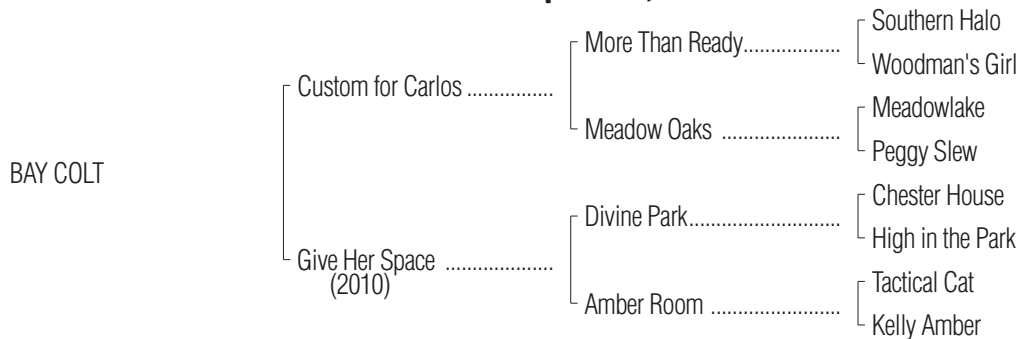 Southern Halo
More Than Ready..................
Woodman's Girl
Custom for Carlos ................
Meadowlake
Meadow Oaks ......................
Peggy Slew
BAY COLT
Chester House
Divine Park............................
High in the Park
Give Her Space ....................
(2010)
Tactical Cat
Amber Room ........................
Kelly Amber